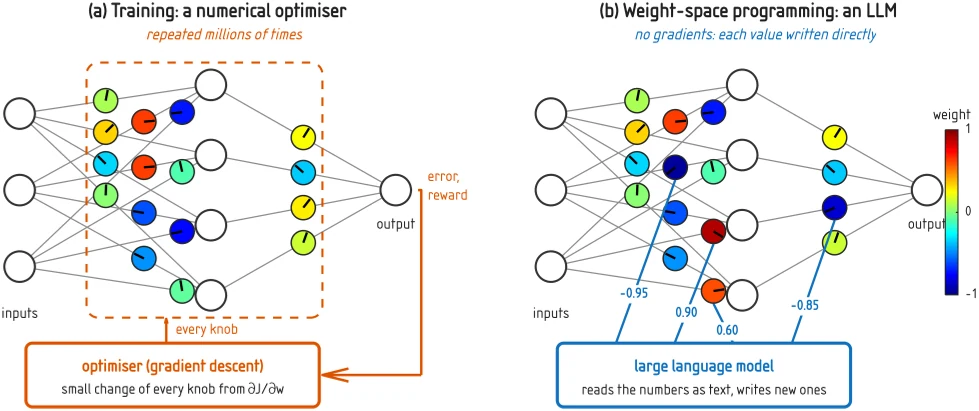 (a) Training: a numerical optimiser
repeated millions of times
error,
reward
output
inputs
every knob
optimiser (gradient descent)
small change of every knob from ∂J/∂w
(b) Weight-space programming: an LLM
no gradients: each value written directly
weight
1
0
-1
output
inputs
-0.95
0.90
0.60
-0.85
large language model
reads the numbers as text, writes new ones